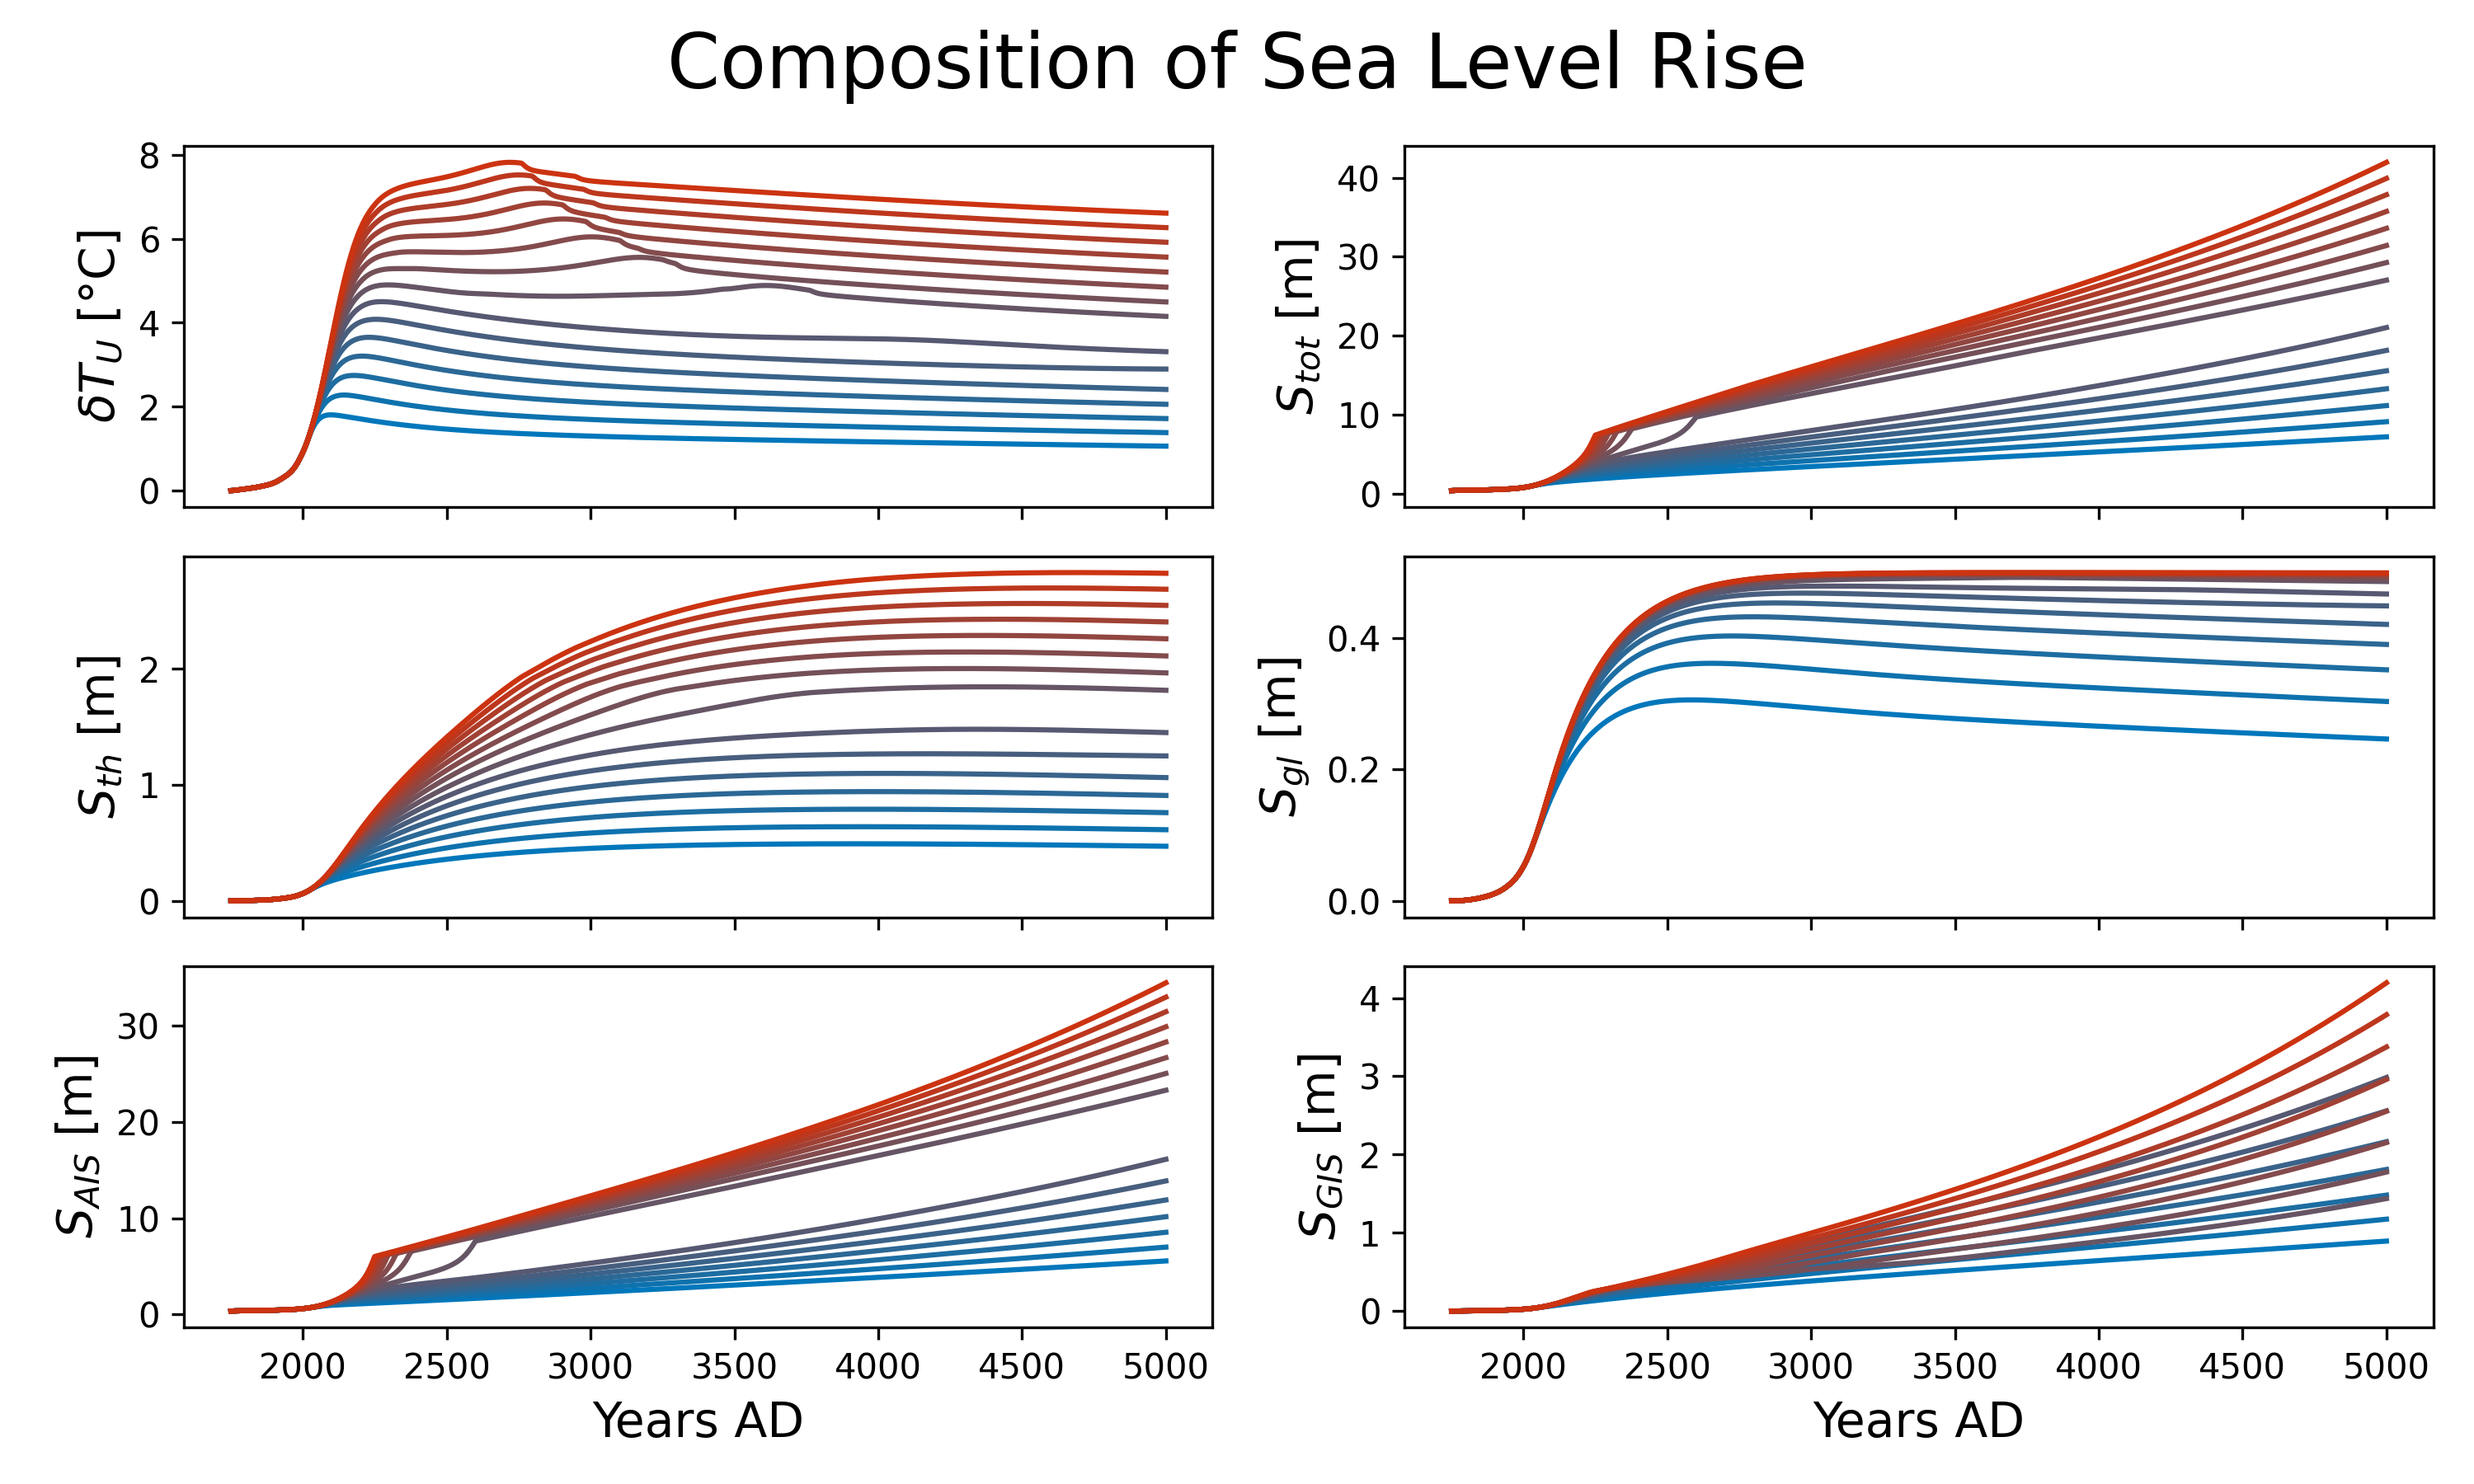 Composition of Sea Level Rise
8
6
4
2
0
δT_U [°C]
40
30
20
10
0
S_tot [m]
2
1
0
S_th [m]
0.4
0.2
0.0
S_gl [m]
30
20
10
0
S_AIS [m]
2000 2500 3000 3500 4000 4500 5000
Years AD
4
3
2
1
0
S_GIS [m]
2000 2500 3000 3500 4000 4500 5000
Years AD